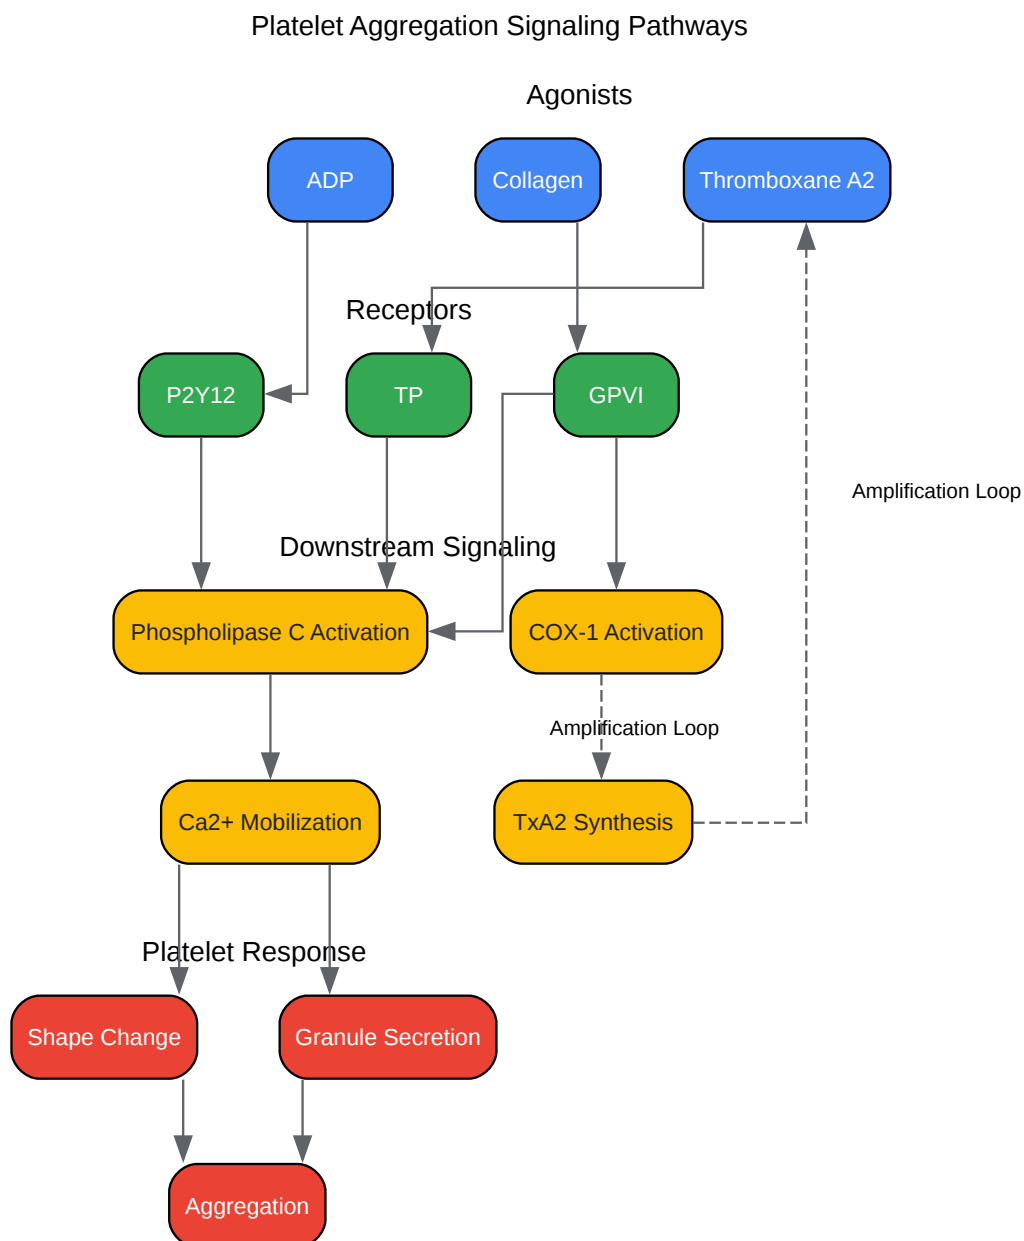 Platelet Aggregation Signaling Pathways
Agonists
ADP
Collagen
Thromboxane A2
Receptors
P2Y12
TP
GPVI
Amplification Loop
Downstream Signaling
Phospholipase C Activation
COX-1 Activation
Amplification Loop
Ca2+ Mobilization
TxA2 Synthesis
Platelet Response
Shape Change
Granule Secretion
Aggregation